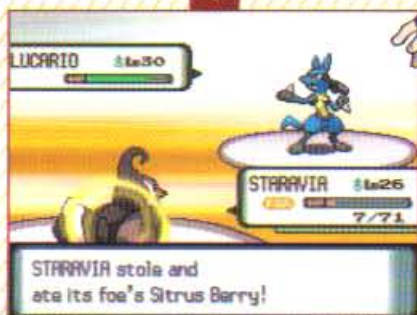 LUCARIO ♂Lv30
STARAVIA ♂Lv26
7/71
STARAVIA stole and
ate its foe's Sitrus Berry!